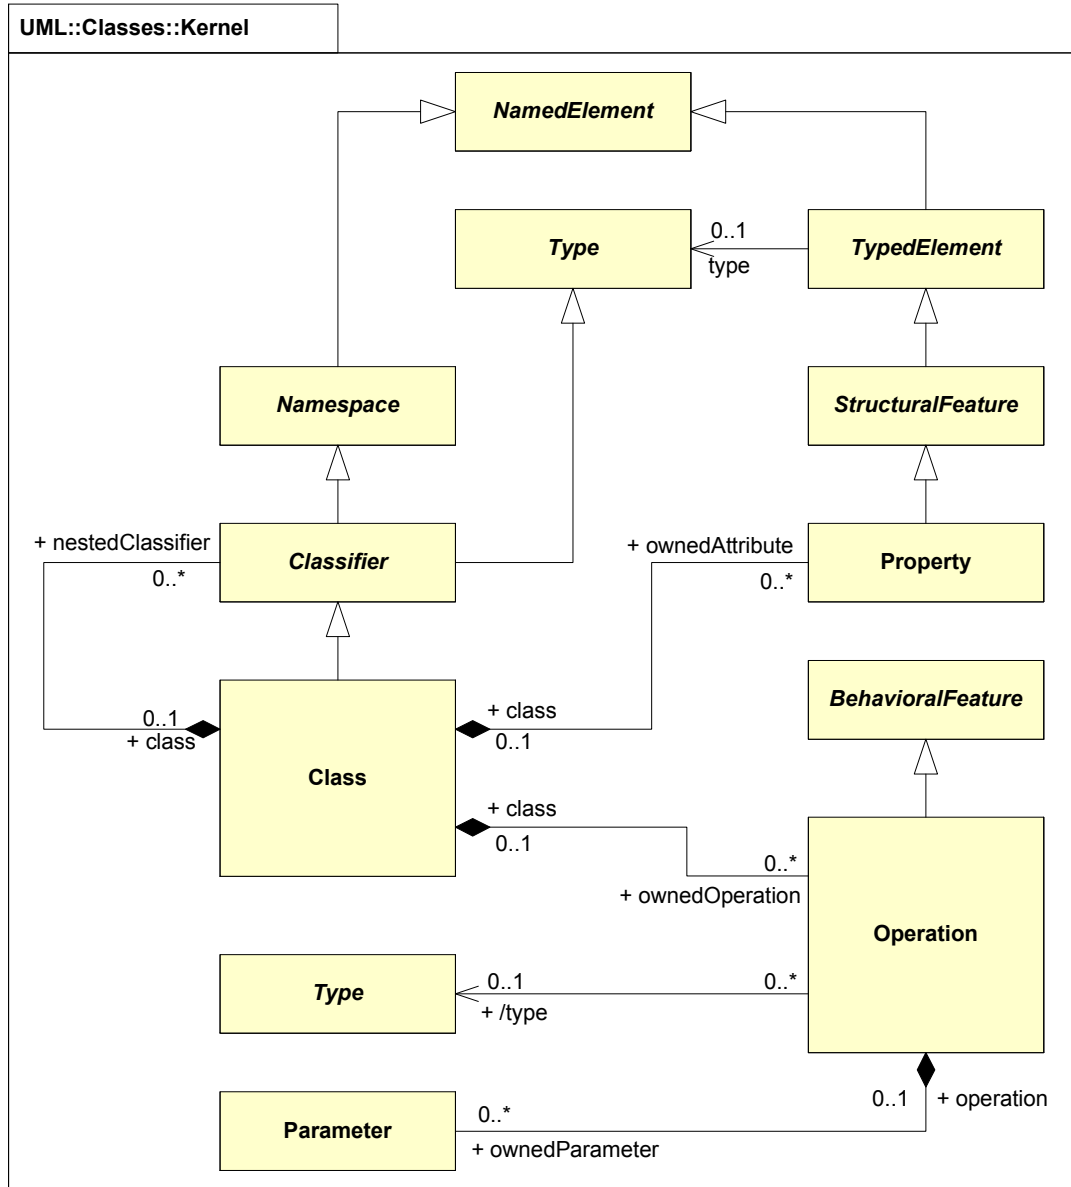 UML::Classes::Kernel
NamedElement
Type
0..1
type
TypedElement
Namespace
StructuralFeature
+ nestedClassifier
0..*
Classifier
+ ownedAttribute
0..*
Property
BehavioralFeature
0..1
+ class
Class
+ class
0..1
+ class
0..1
0..*
+ ownedOperation
Operation
Type
0..1
+ /type
0..*
Parameter
0..*
+ ownedParameter
0..1
+ operation